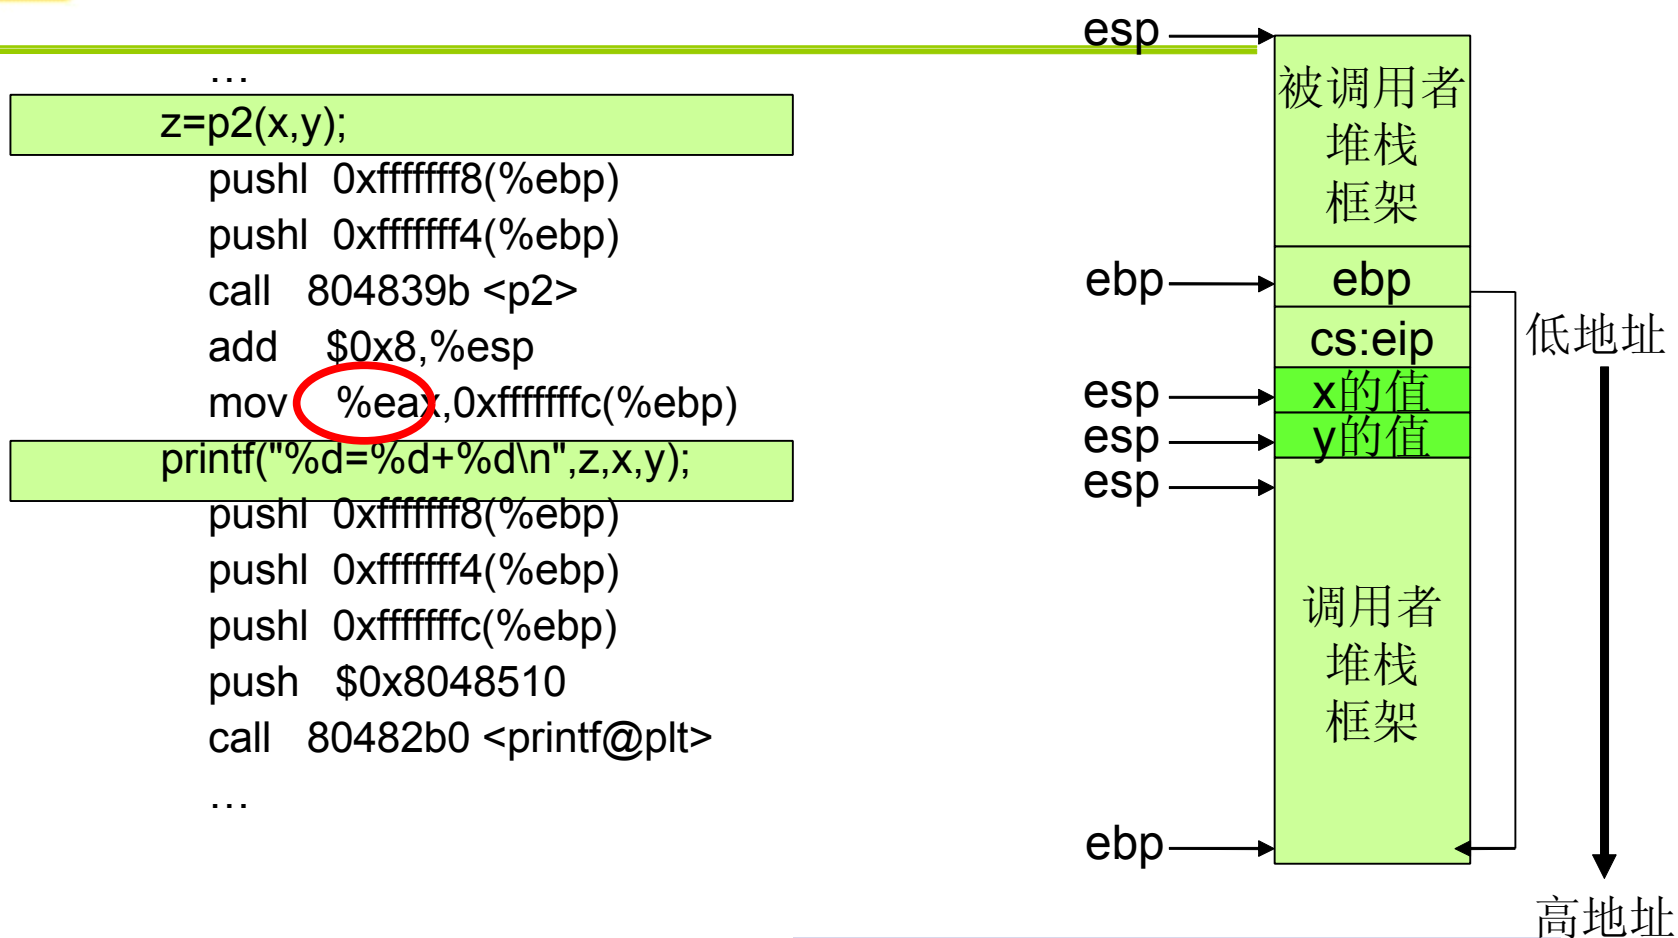 …
z=p2(x,y);
pushl 0xfffffff8(%ebp)
pushl 0xfffffff4(%ebp)
call 804839b <p2>
add $0x8,%esp
mov %eax,0xfffffffc(%ebp)
printf("%d=%d+%d\n",z,x,y);
pushl 0xfffffff8(%ebp)
pushl 0xfffffff4(%ebp)
pushl 0xfffffffc(%ebp)
push $0x8048510
call 80482b0 <printf@plt>
…
esp
被调用者
堆栈
框架
ebp
ebp
cs:eip
esp
x的值
esp
y的值
esp
调用者
堆栈
框架
ebp
低地址
高地址